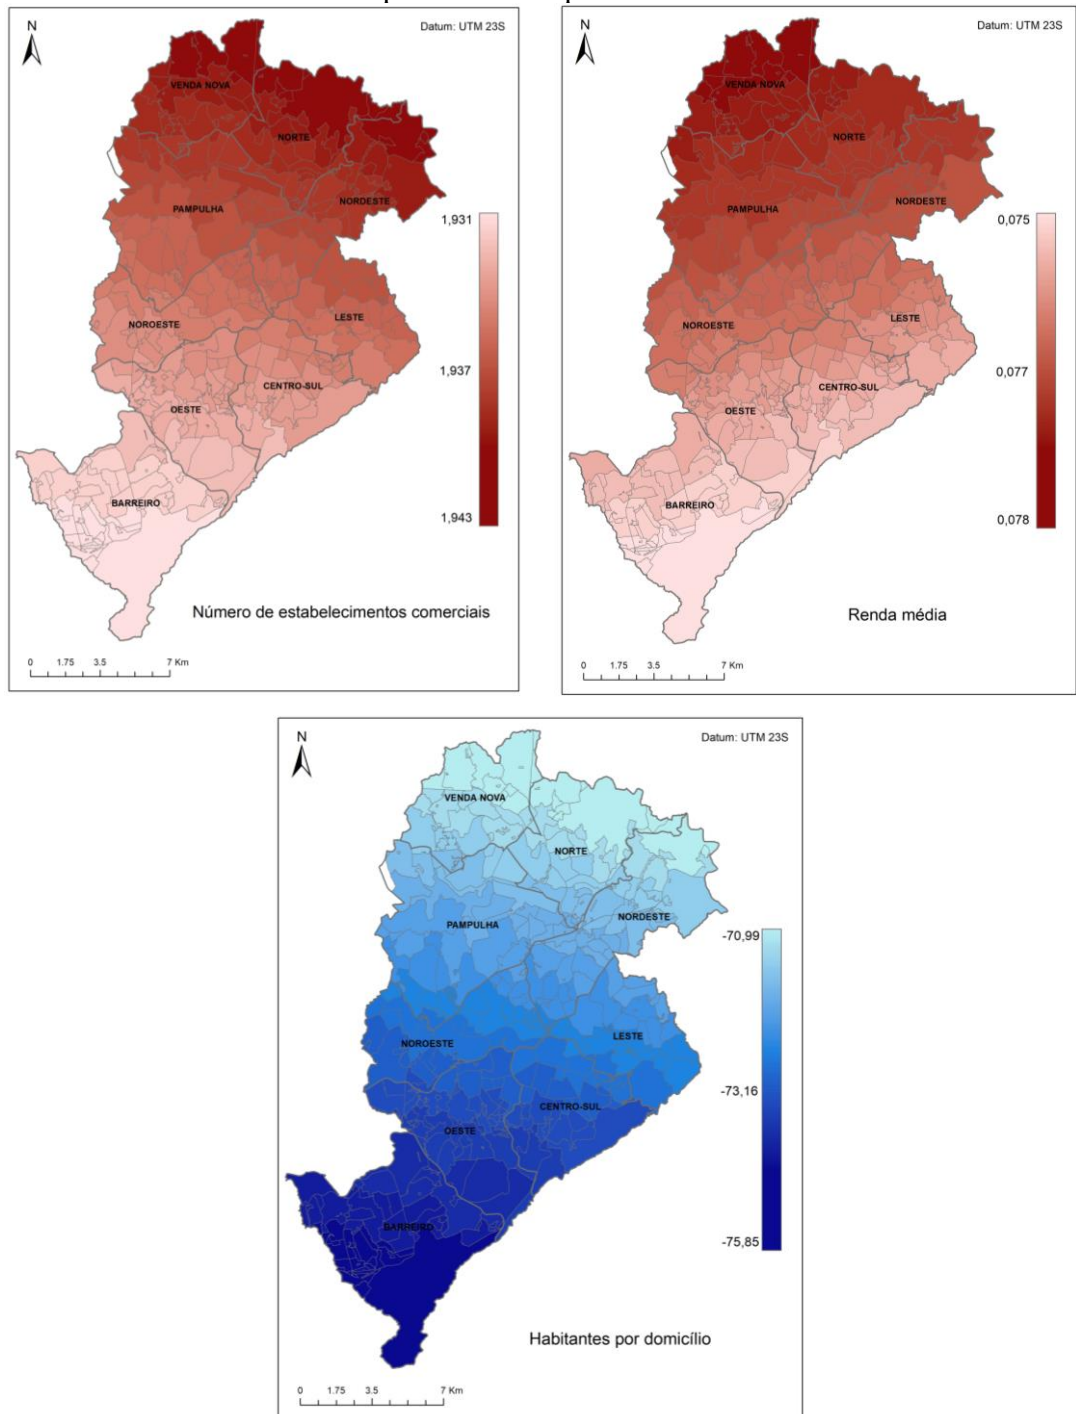 N
Datum: UTM 23S
VENDA NOVA
NORTE
PAMPULHA
NORDESTE
1,931
NOROESTE
LESTE
1,937
CENTRO-SUL
OESTE
BARREIRO
1,943
Número de estabelecimentos comerciais
0 1.75 3.5 7 Km
N
Datum: UTM 23S
VENDA NOVA
NORTE
NORDESTE
PAMPULHA
0,075
LESTE
NOROESTE
0,077
CENTRO-SUL
OESTE
BARREIRO
0,078
Renda média
0 1.75 3.5 7 Km
N
Datum: UTM 23S
VENDA NOVA
NORTE
NORDESTE
PAMPULHA
-70,99
LESTE
NOROESTE
-73,16
CENTRO-SUL
OESTE
BARREIRO
-75,85
Habitantes por domicílio
0 1.75 3.5 7 Km